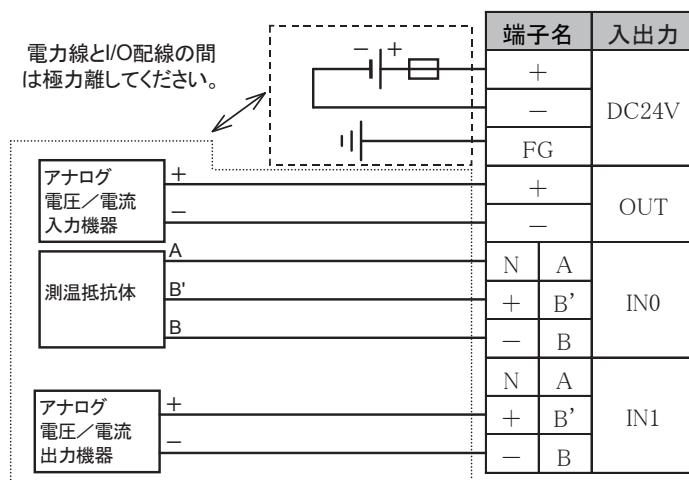 電力線とI/O配線の間
は極力離してください。
－ ＋
端子名 入出力
＋
－
FG
DC24V
＋
－
OUT
アナログ
電圧／電流
入力機器
＋
－
測温抵抗体
A
B'
B
N A
＋ B’
－ B
IN0
N A
＋ B’
－ B
IN1
アナログ
電圧／電流
出力機器
＋
－